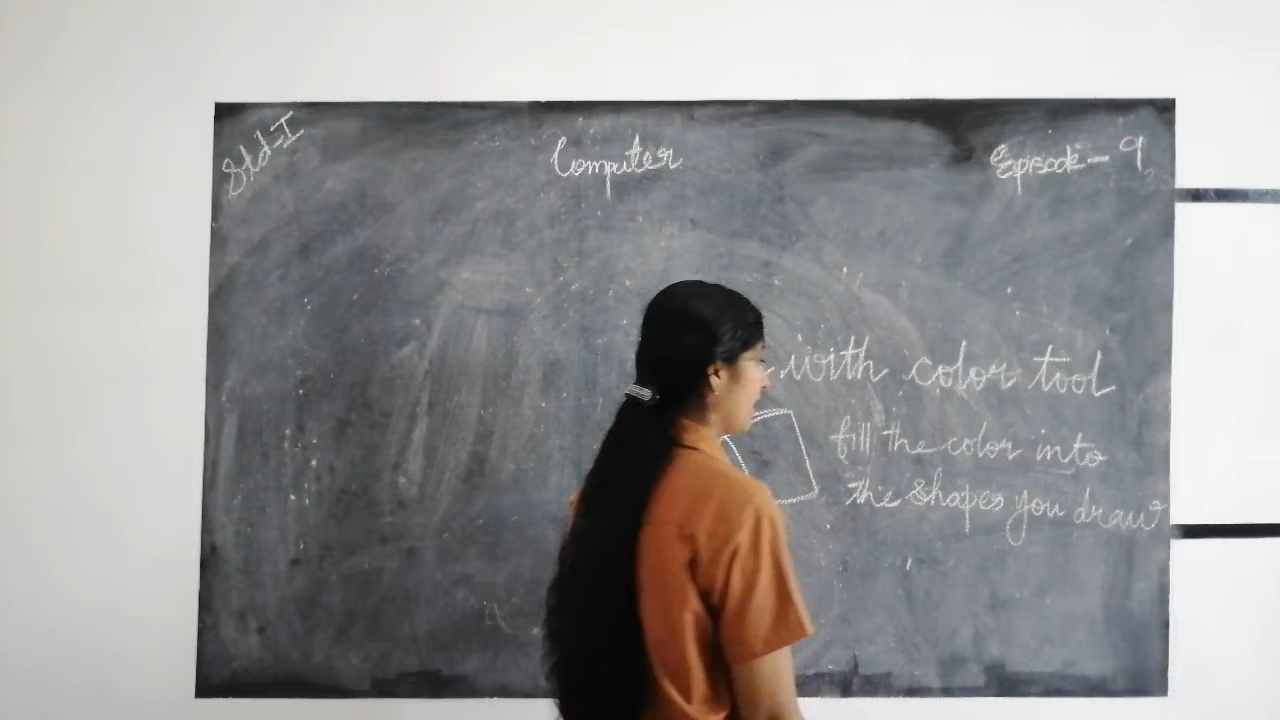 Std-I
Computer
Episode-9
with color tool
fill the color into
the shapes you draw